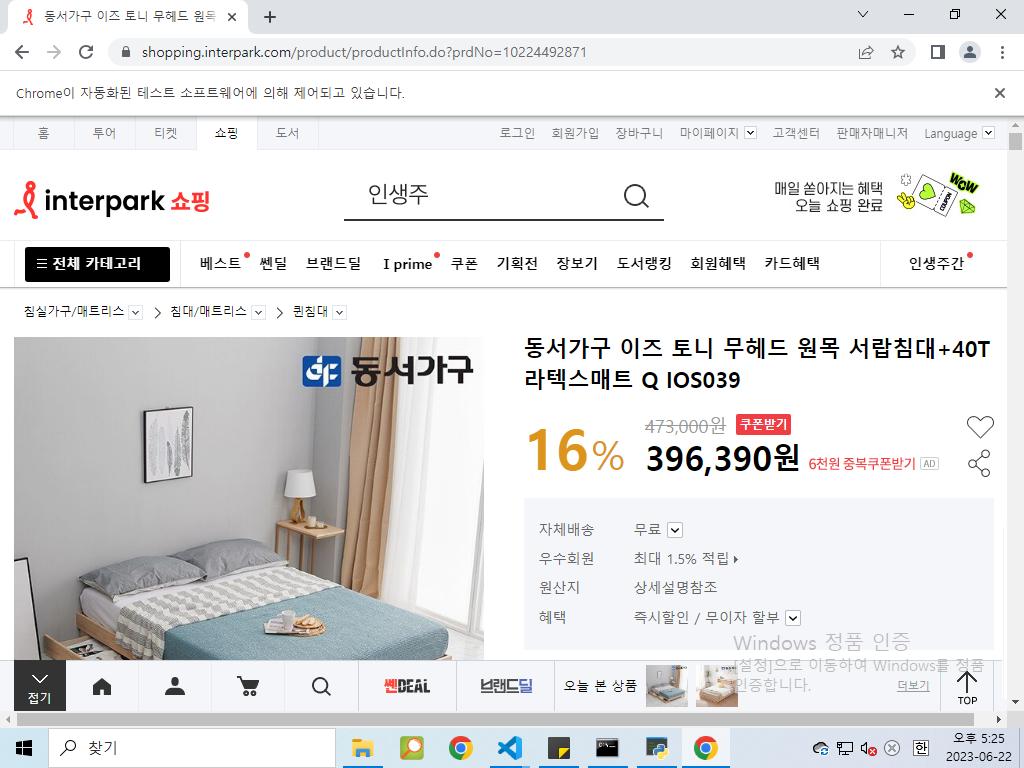 동서가구 이즈 토니 무헤드 원목
shopping.interpark.com/product/productInfo.do?prdNo=10224492871
Chrome이 자동화된 테스트 소프트웨어에 의해 제어되고 있습니다.
홈 투어 티켓 쇼핑 도서 로그인 회원가입 장바구니 마이페이지 고객센터 판매자매니저 Language
interpark 쇼핑
인생주
매일 쏟아지는 혜택
오늘 쇼핑 완료
WOW
COUPON
전체 카테고리 베스트 쎈딜 브랜드딜 I prime 쿠폰 기획전 장보기 도서랭킹 회원혜택 카드혜택 인생주간
침실가구/매트리스 > 침대/매트리스 > 퀸침대
동서가구
동서가구 이즈 토니 무헤드 원목 서랍침대+40T
라텍스매트 Q IOS039
16%
473,000원 쿠폰받기
396,390원 6천원 중복쿠폰받기 AD
자체배송 무료
우수회원 최대 1.5% 적립
원산지 상세설명참조
혜택 즉시할인 / 무이자 할부
Windows 정품 인증
[설정]으로 이동하여 Windows를 정품
인증합니다.
접기
쎈DEAL
브랜드딜
오늘 본 상품
더보기
TOP
찾기
한
오후 5:25
2023-06-22